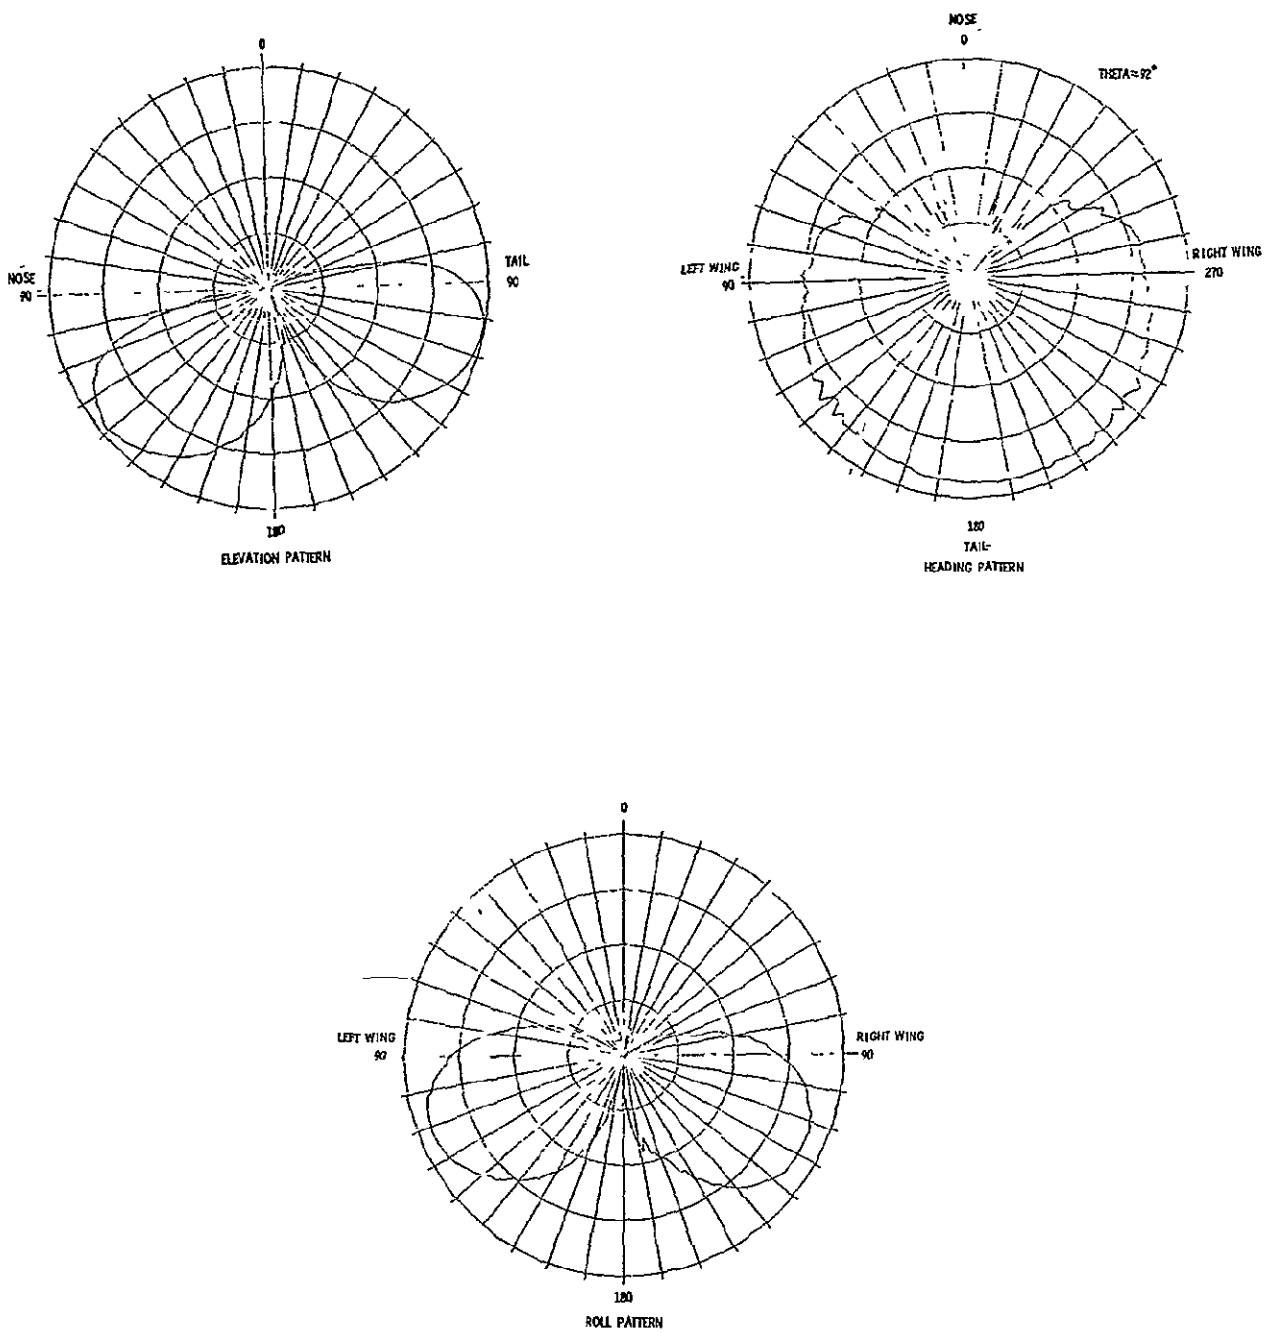 0
NOSE
90
TAIL
90
180
ELEVATION PATTERN
NOSE
0
THETA≈92°
LEFT WING
90
RIGHT WING
270
180
TAIL-
HEADING PATTERN
0
LEFT WING
90
RIGHT WING
90
180
ROLL PATTERN